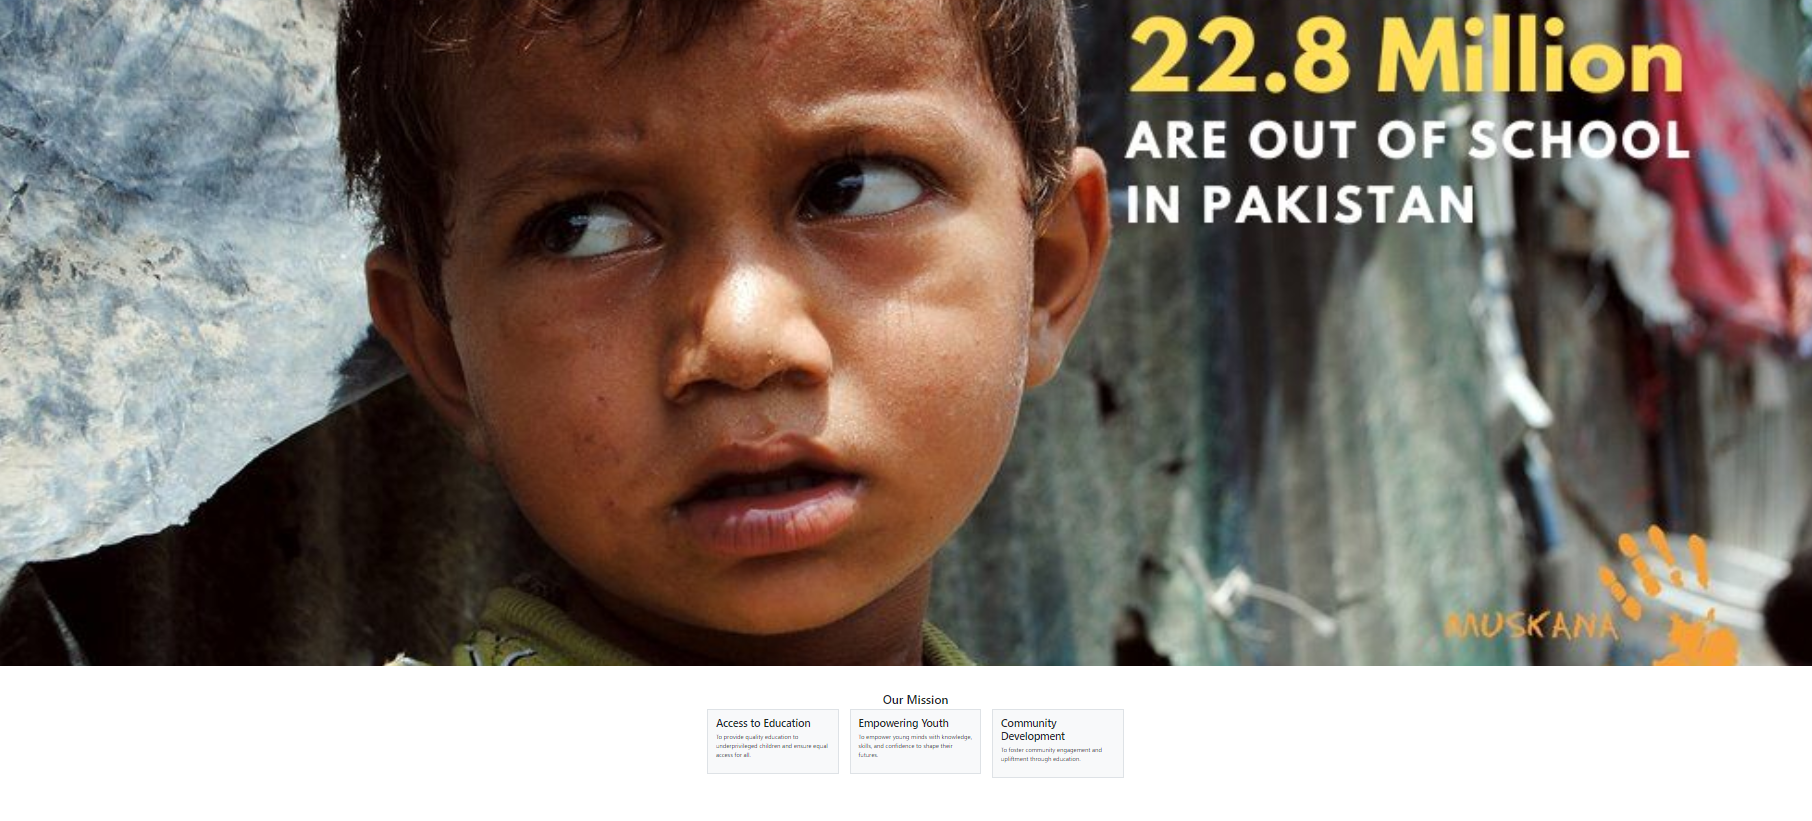 22.8 Million
ARE OUT OF SCHOOL
IN PAKISTAN
MUSKANA
Our Mission
Access to Education
To provide quality education to
underprivileged children and ensure equal
access for all.
Empowering Youth
To empower young minds with knowledge,
skills, and confidence to shape their
futures.
Community
Development
To foster community engagement and
upliftment through education.